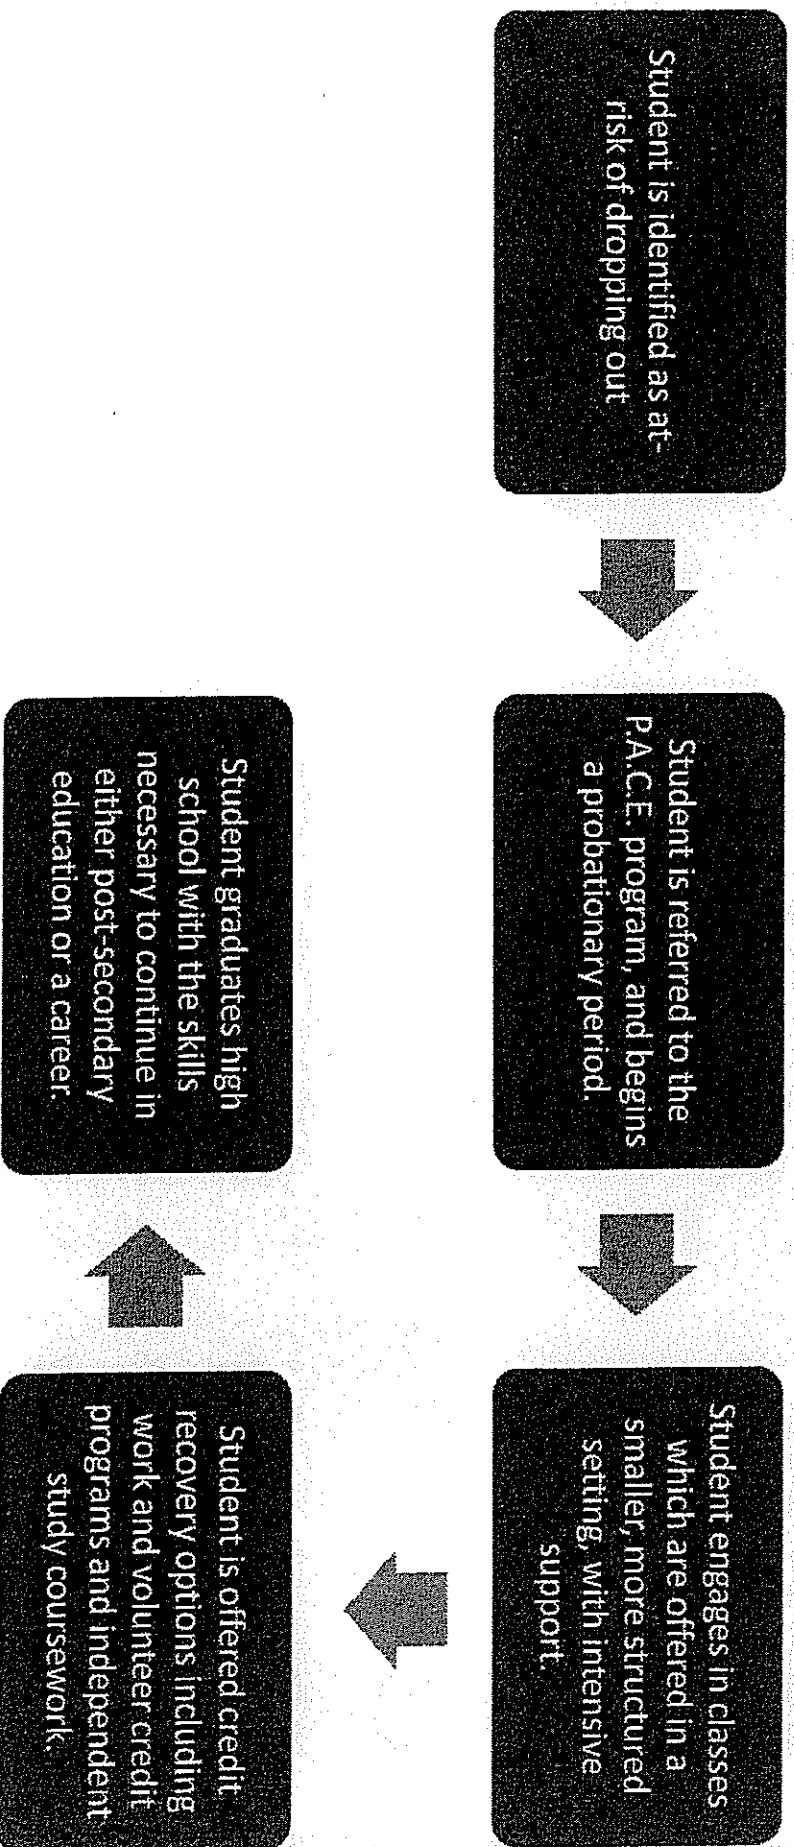 Student is identified as at-
risk of dropping out
Student is referred to the
P.A.C.E. program, and begins
a probationary period.
Student engages in classes
which are offered in a
smaller, more structured
setting, with intensive
support.
Student is offered credit
recovery options including
work and volunteer credit
programs and independent
study coursework.
Student graduates high
school with the skills
necessary to continue in
either post-secondary
education or a career.